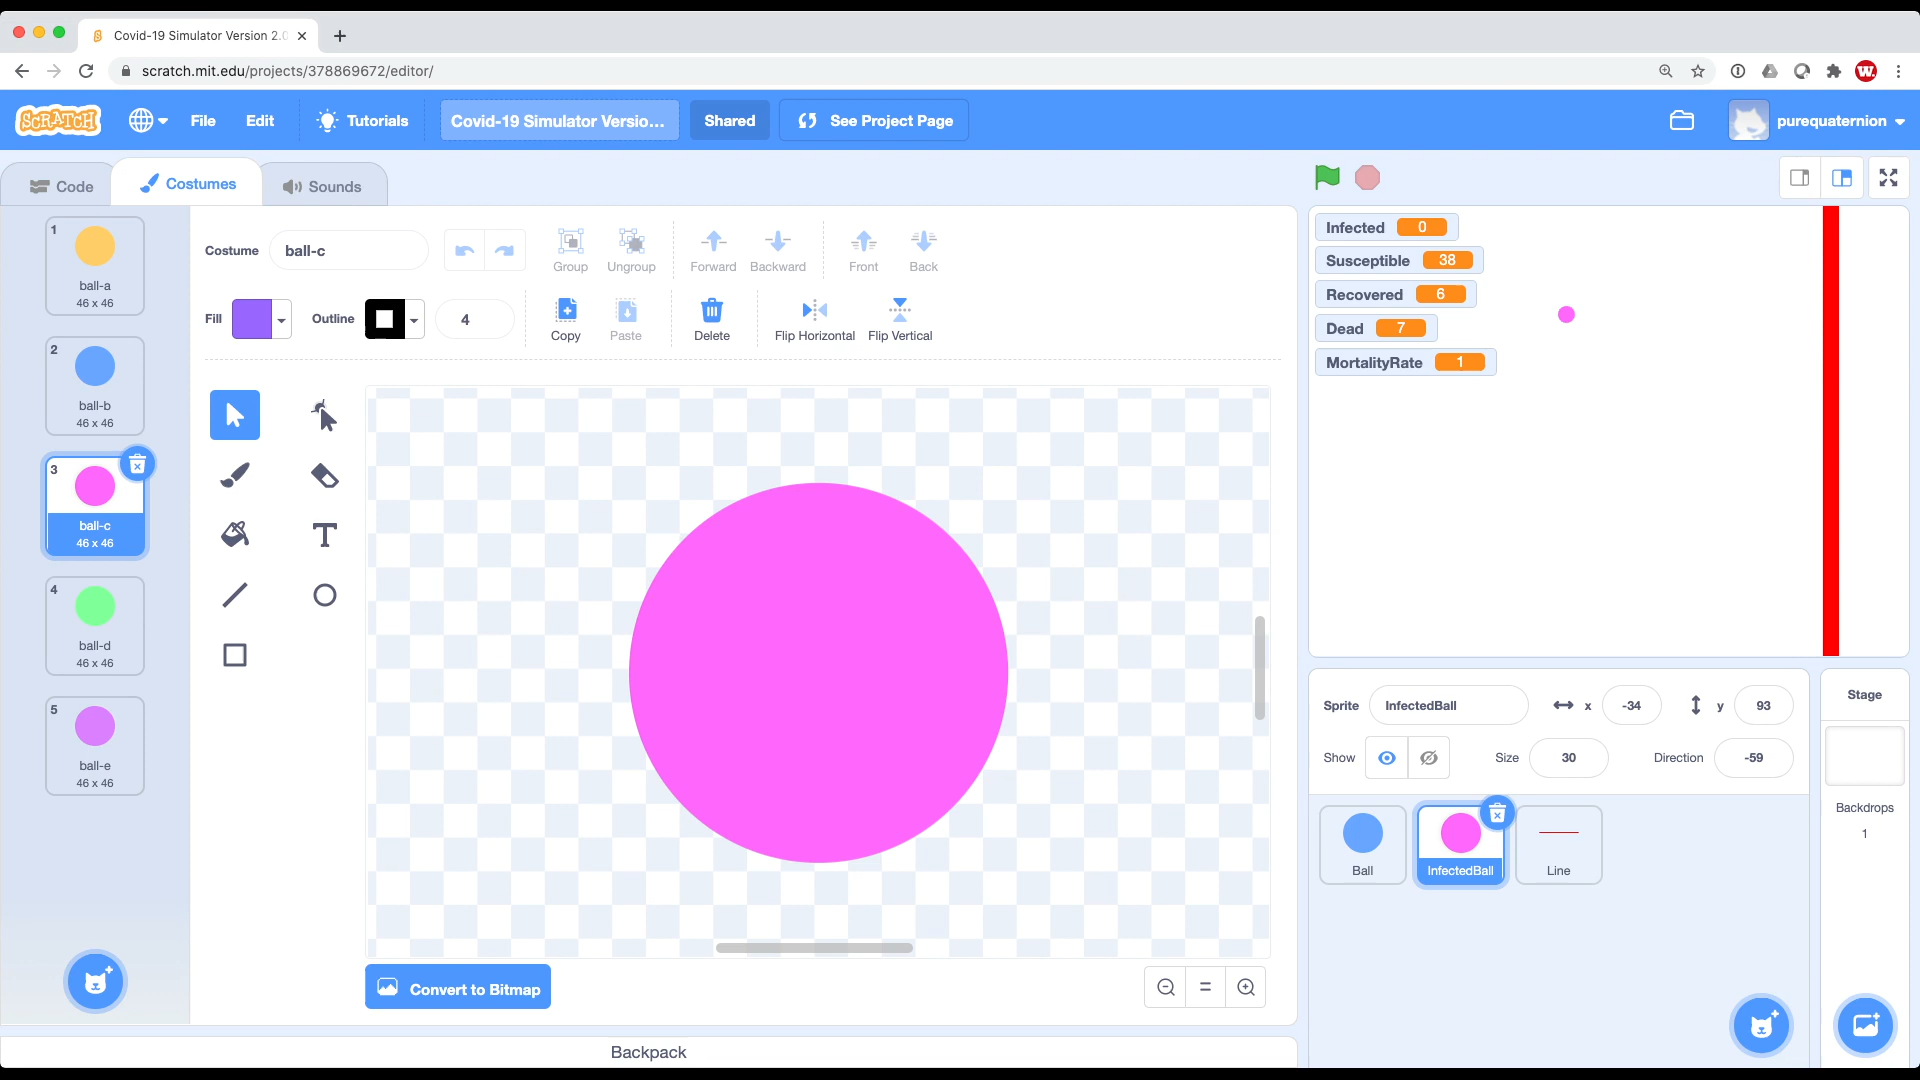 Covid-19 Simulator Version 2.0
scratch.mit.edu/projects/378869672/editor/
W.
SCRATCH
File
Edit
Tutorials
Covid-19 Simulator Versio...
Shared
See Project Page
purequaternion
Code
Costumes
Sounds
1
ball-a
46 x 46
2
ball-b
46 x 46
3
ball-c
46 x 46
4
ball-d
46 x 46
5
ball-e
46 x 46
Costume
ball-c
Group
Ungroup
Forward
Backward
Front
Back
Fill
Outline
4
Copy
Paste
Delete
Flip Horizontal
Flip Vertical
T
Convert to Bitmap
Backpack
Infected 0
Susceptible 38
Recovered 6
Dead 7
MortalityRate 1
Sprite
InfectedBall
x
-34
y
93
Show
Size
30
Direction
-59
Ball
InfectedBall
Line
Stage
Backdrops
1